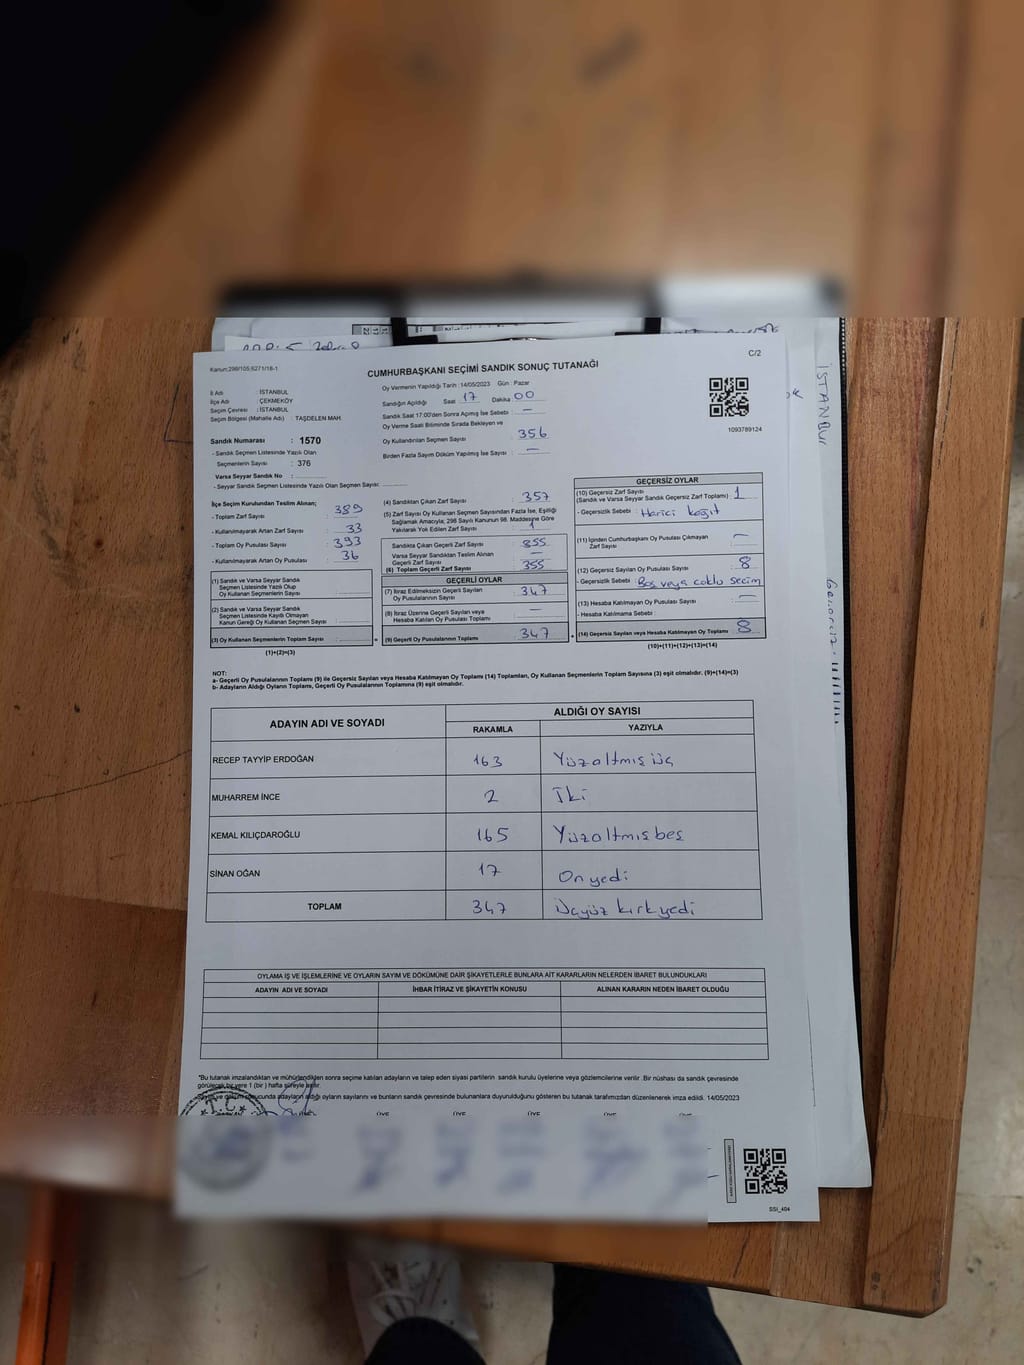 Kanun;298/105;6271/18-1
CUMHURBAŞKANI SEÇİMİ SANDIK SONUÇ TUTANAĞI
C/2
İl Adı : İSTANBUL
İlçe Adı : ÇEKMEKÖY
Seçim Çevresi : İSTANBUL
Seçim Bölgesi (Mahalle Adı) : TAŞDELEN MAH.
Sandık Numarası : 1570
- Sandık Seçmen Listesinde Yazılı Olan
Seçmenlerin Sayısı : 376
Varsa Seyyar Sandık No :
- Seyyar Sandık Seçmen Listesinde Yazılı Olan Seçmen Sayısı:
Oy Vermenin Yapıldığı Tarih : 14/05/2023 Gün : Pazar
Sandığın Açıldığı Saat 17 Dakika 00
Sandık Saat 17:00'den Sonra Açımış İse Sebebi : —
Oy Verme Saati Bitiminde Sırada Bekleyen ve
Oy Kullandırılan Seçmen Sayısı : 356
Birden Fazla Sayım Döküm Yapılmış İse Sayısı : —
1093789124
İlçe Seçim Kurulundan Teslim Alınan;
- Toplam Zarf Sayısı : 389
- Kullanılmayarak Artan Zarf Sayısı : 33
- Toplam Oy Pusulası Sayısı : 393
- Kullanılmayarak Artan Oy Pusulası : 36
(1) Sandık ve Varsa Seyyar Sandık
Seçmen Listesinde Yazılı Olup
Oy Kullanan Seçmenlerin Sayısı :
(2) Sandık ve Varsa Seyyar Sandık
Seçmen Listesinde Kaydı Olmayan
Kanun Gereği Oy Kullanan Seçmen Sayısı :
(3) Oy Kullanan Seçmenlerin Toplam Sayısı :
(1)+(2)=(3)
(4) Sandıktan Çıkan Zarf Sayısı : 357
(5) Zarf Sayısı Oy Kullanan Seçmen Sayısından Fazla İse, Eşitliği
Sağlamak Amacıyla; 298 Sayılı Kanunun 98. Maddesine Göre
Yakılarak Yok Edilen Zarf Sayısı : 1
Sandıkta Çıkan Geçerli Zarf Sayısı : 355
Varsa Seyyar Sandıktan Teslim Alınan
Geçerli Zarf Sayısı : —
(6) Toplam Geçerli Zarf Sayısı : 355
GEÇERLİ OYLAR
(7) İtiraz Edilmeksizin Geçerli Sayılan
Oy Pusulalarının Sayısı : 347
(8) İtiraz Üzerine Geçerli Sayılan veya
Hesaba Katılan Oy Pusulaları Toplamı : —
(9) Geçerli Oy Pusulalarının Toplamı : 347
GEÇERSİZ OYLAR
(10) Geçersiz Zarf Sayısı
(Sandık ve Varsa Seyyar Sandık Geçersiz Zarf Toplamı) : 1
- Geçersizlik Sebebi : Harici kağıt
(11) İçinden Cumhurbaşkanı Oy Pusulası Çıkmayan
Zarf Sayısı : —
(12) Geçersiz Sayılan Oy Pusulası Sayısı : 8
- Geçersizlik Sebebi : Boş veya çoklu seçim
(13) Hesaba Katılmayan Oy Pusulası Sayısı : —
- Hesaba Katılmama Sebebi :
(14) Geçersiz Sayılan veya Hesaba Katılmayan Oy Toplamı : 8
(10)+(11)+(12)+(13)=(14)
NOT:
a- Geçerli Oy Pusulalarının Toplamı (9) ile Geçersiz Sayılan veya Hesaba Katılmayan Oy Toplamı (14) Toplamları, Oy Kullanan Seçmenlerin Toplam Sayısına (3) eşit olmalıdır. (9)+(14)=(3)
b- Adayların Aldığı Oyların Toplamı, Geçerli Oy Pusulalarının Toplamına (9) eşit olmalıdır.
ADAYIN ADI VE SOYADI
ALDIĞI OY SAYISI
RAKAMLA YAZIYLA
RECEP TAYYİP ERDOĞAN 163 Yüzaltmış üç
MUHARREM İNCE 2 İki
KEMAL KILIÇDAROĞLU 165 Yüzaltmışbeş
SİNAN OĞAN 17 On yedi
TOPLAM 347 Üçyüz kırkyedi
OYLAMA İŞ VE İŞLEMLERİNE VE OYLARIN SAYIM VE DÖKÜMÜNE DAİR ŞİKAYETLERLE BUNLARA AİT KARARLARIN NELERDEN İBARET BULUNDUKLARI
ADAYIN ADI VE SOYADI İHBAR İTİRAZ VE ŞİKAYETİN KONUSU ALINAN KARARIN NEDEN İBARET OLDUĞU
*Bu tutanak imzalandıktan ve mühürlendikten sonra seçime katılan adayların ve talep eden siyasi partilerin sandık kurulu üyelerine veya gözlemcilerine verilir. Bir nüshası da sandık çevresinde
görülecek bir yere 1 (bir) hafta süreyle asılır.
döküm sonucunda adayların aldığı oyların sayılarını ve bunların sandık çevresinde bulunanlara duyurulduğunu gösteren bu tutanak tarafımızdan düzenlenerek imza edildi. 14/05/2023
T.C.
ÜYE ÜYE ÜYE ÜYE ÜYE
SSI_404
İSTANBUL